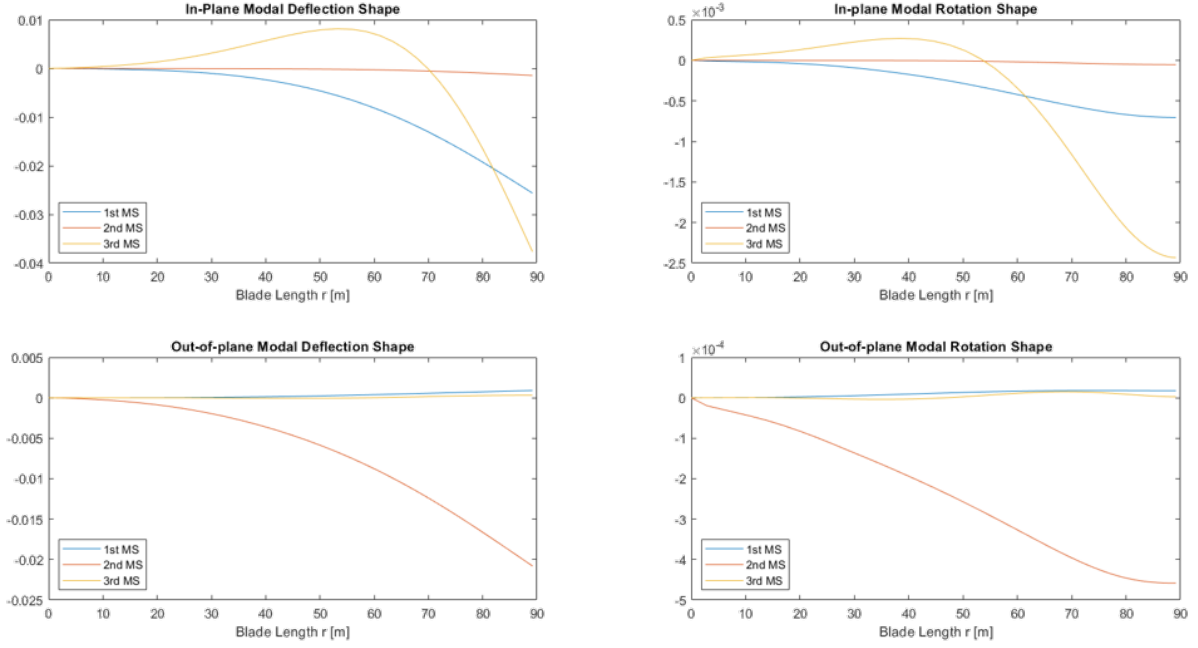 In-Plane Modal Deflection Shape
0.01
0
-0.01
-0.02
-0.03
-0.04
1st MS
2nd MS
3rd MS
0 10 20 30 40 50 60 70 80 90
Blade Length r [m]
In-plane Modal Rotation Shape
×10⁻³
0.5
0
-0.5
-1
-1.5
-2
-2.5
1st MS
2nd MS
3rd MS
0 10 20 30 40 50 60 70 80 90
Blade Length r [m]
Out-of-plane Modal Deflection Shape
0.005
0
-0.005
-0.01
-0.015
-0.02
-0.025
1st MS
2nd MS
3rd MS
0 10 20 30 40 50 60 70 80 90
Blade Length r [m]
Out-of-plane Modal Rotation Shape
×10⁻⁴
1
0
-1
-2
-3
-4
-5
1st MS
2nd MS
3rd MS
0 10 20 30 40 50 60 70 80 90
Blade Length r [m]